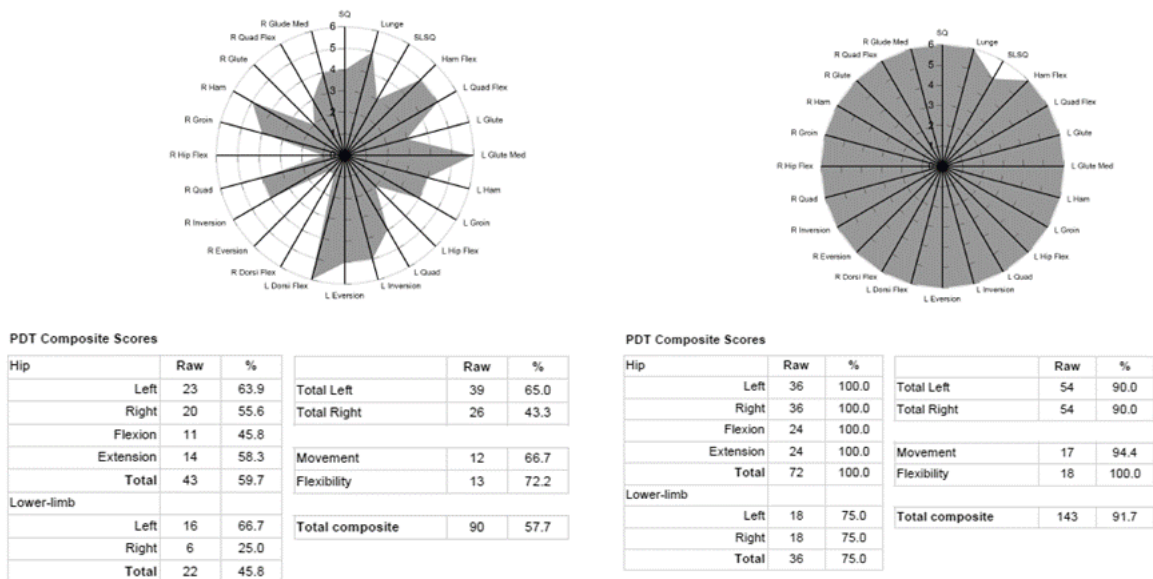 SQ
Lunge
SLSQ
Ham Flex
L Quad Flex
L Glute
L Glute Med
L Ham
L Groin
L Hip Flex
L Quad
L Inversion
L Eversion
L Dorsi Flex
R Dorsi Flex
R Eversion
R Inversion
R Quad
R Hip Flex
R Groin
R Ham
R Glute
R Quad Flex
R Glude Med
6
5
4
3
2
1
0
PDT Composite Scores
Hip Raw %
Left 23 63.9
Right 20 55.6
Flexion 11 45.8
Extension 14 58.3
Total 43 59.7
Lower-limb
Left 16 66.7
Right 6 25.0
Total 22 45.8
Raw %
Total Left 39 65.0
Total Right 26 43.3
Movement 12 66.7
Flexibility 13 72.2
Total composite 90 57.7
SQ
Lunge
SLSQ
Ham Flex
L Quad Flex
L Glute
L Glute Med
L Ham
L Groin
L Hip Flex
L Quad
L Inversion
L Eversion
L Dorsi Flex
R Dorsi Flex
R Eversion
R Inversion
R Quad
R Hip Flex
R Groin
R Ham
R Glute
R Quad Flex
R Glude Med
6
5
4
3
2
1
PDT Composite Scores
Hip Raw %
Left 36 100.0
Right 36 100.0
Flexion 24 100.0
Extension 24 100.0
Total 72 100.0
Lower-limb
Left 18 75.0
Right 18 75.0
Total 36 75.0
Raw %
Total Left 54 90.0
Total Right 54 90.0
Movement 17 94.4
Flexibility 18 100.0
Total composite 143 91.7